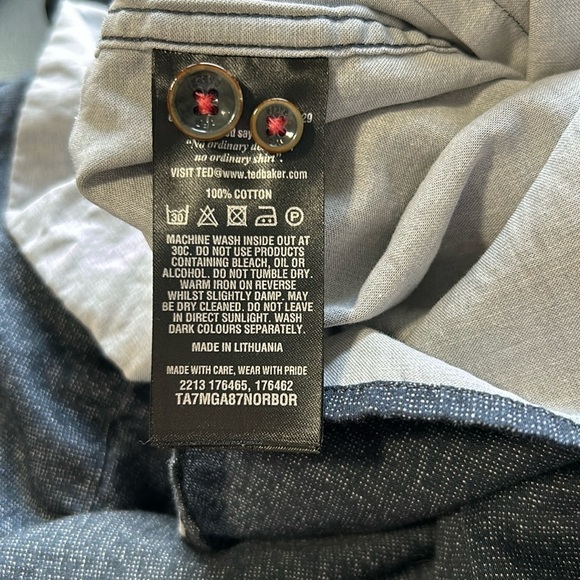 29
"No ordinary
no ordinary shirt".
VISIT TED@www.tedbaker.com
100% COTTON
30 P
MACHINE WASH INSIDE OUT AT
30C. DO NOT USE PRODUCTS
CONTAINING BLEACH, OIL OR
ALCOHOL. DO NOT TUMBLE DRY.
WARM IRON ON REVERSE
WHILST SLIGHTLY DAMP. MAY
BE DRY CLEANED. DO NOT LEAVE
IN DIRECT SUNLIGHT. WASH
DARK COLOURS SEPARATELY.
MADE IN LITHUANIA
MADE WITH CARE, WEAR WITH PRIDE
2213 176465, 176462
TA7MGA87NORBOR